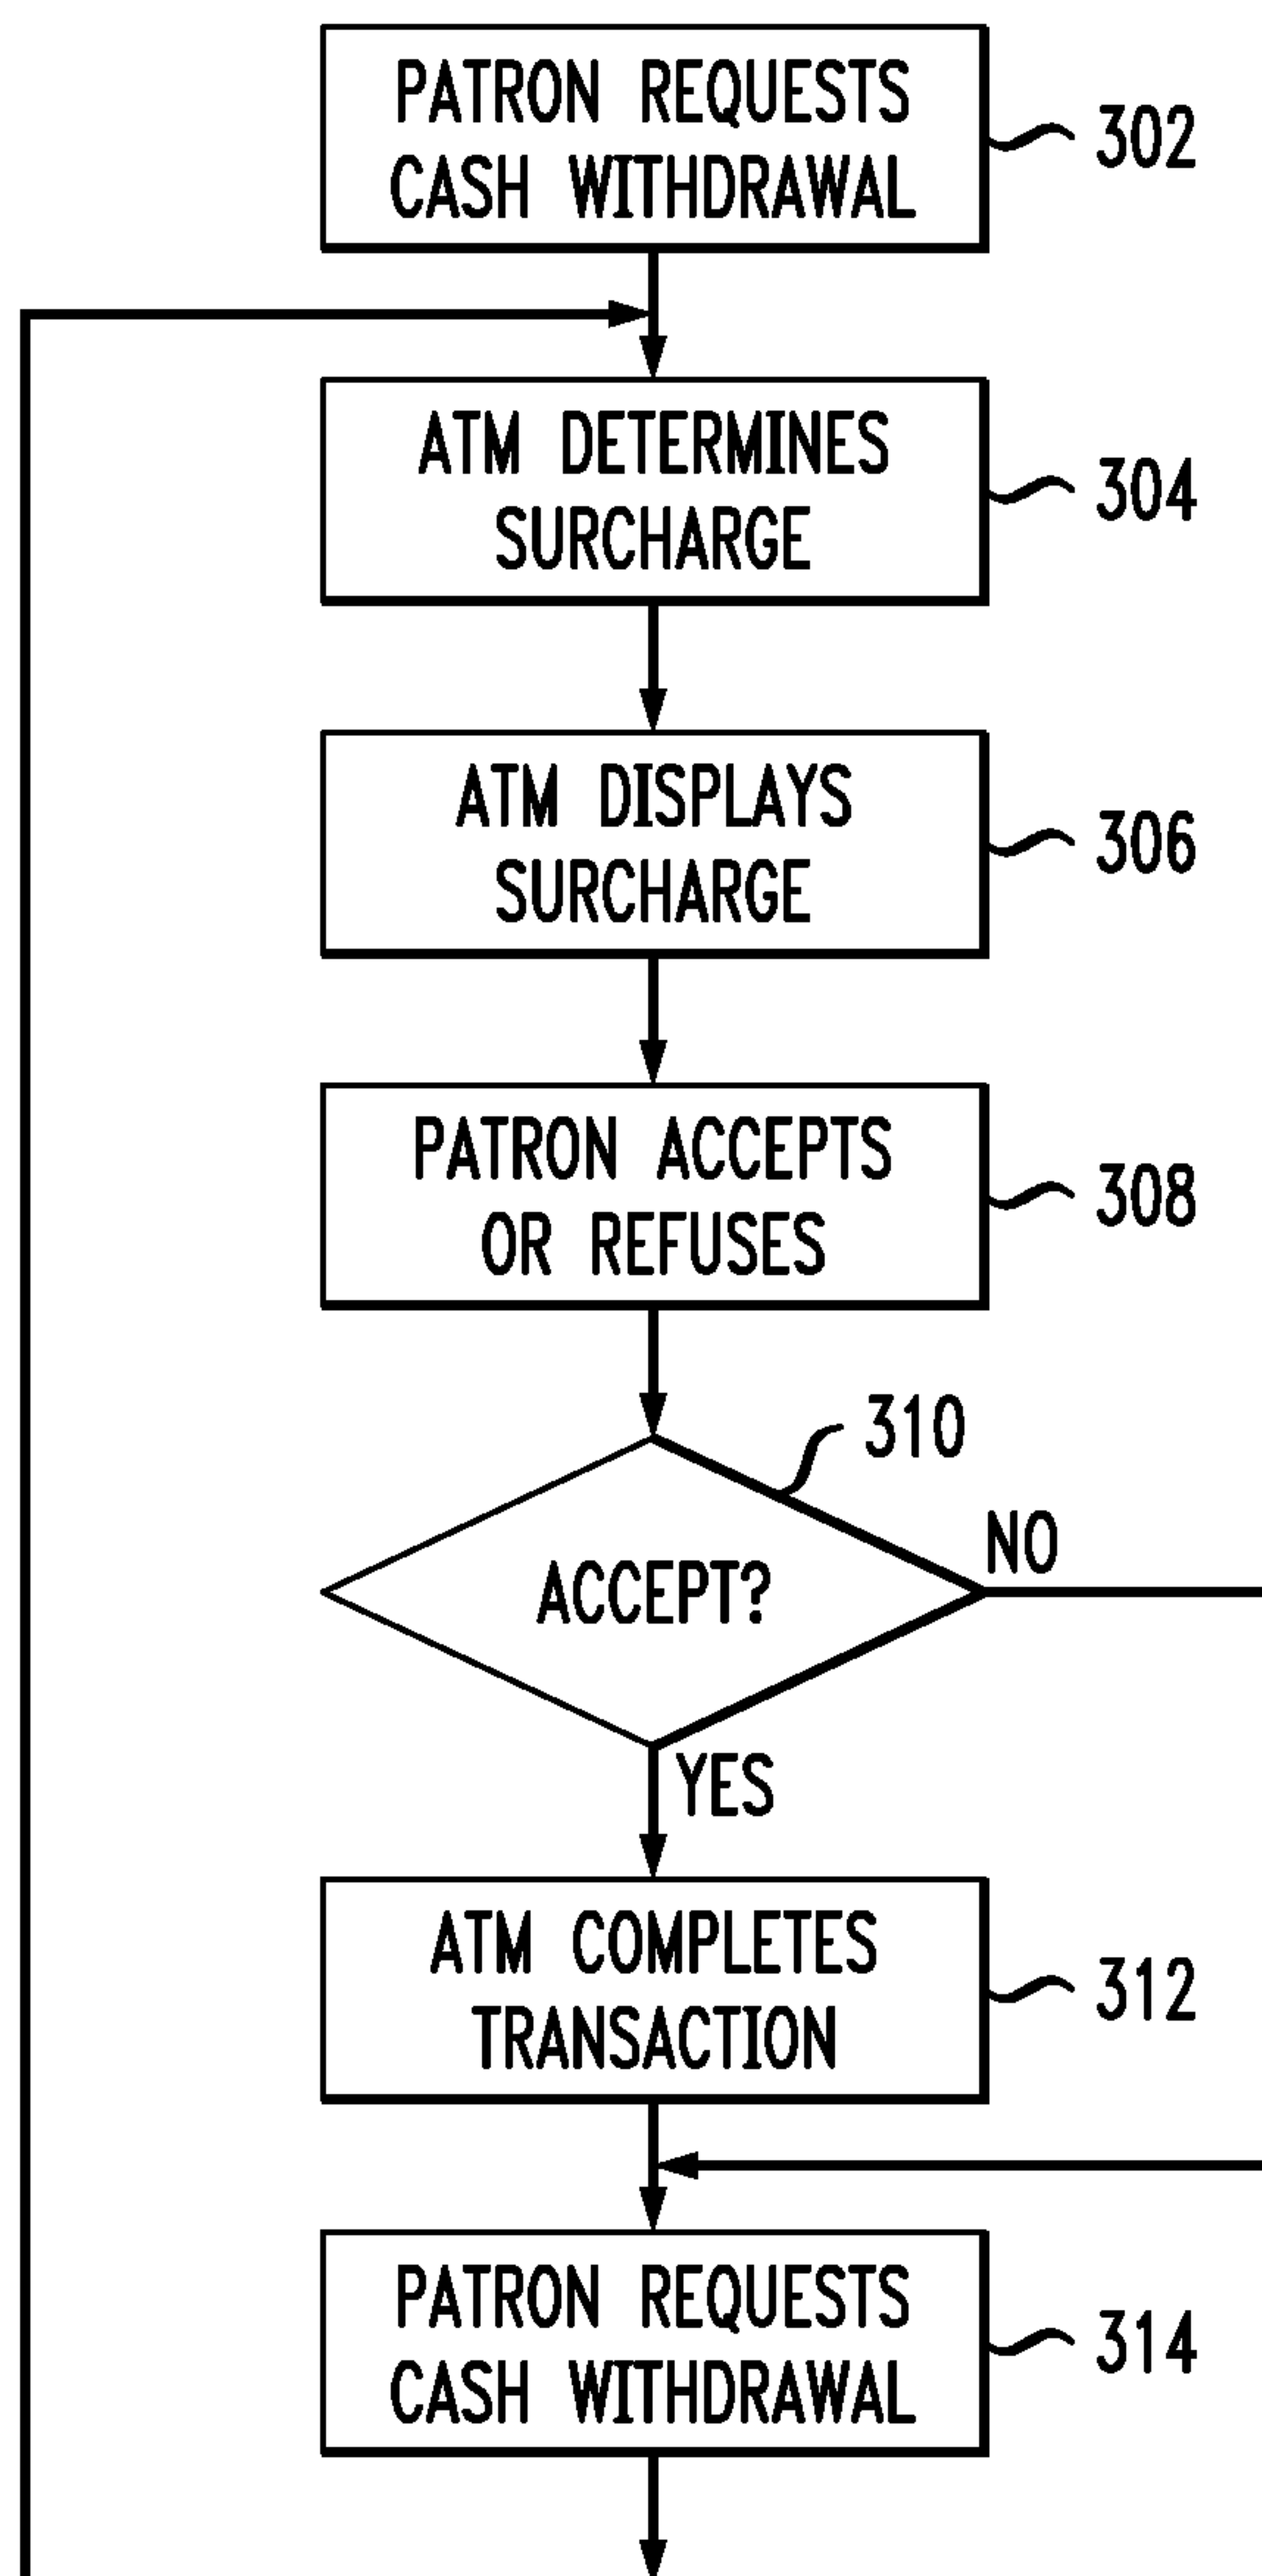 PATRON REQUESTS
CASH WITHDRAWAL
302
ATM DETERMINES
SURCHARGE
304
ATM DISPLAYS
SURCHARGE
306
PATRON ACCEPTS
OR REFUSES
308
310
ACCEPT?
NO
YES
ATM COMPLETES
TRANSACTION
312
PATRON REQUESTS
CASH WITHDRAWAL
314